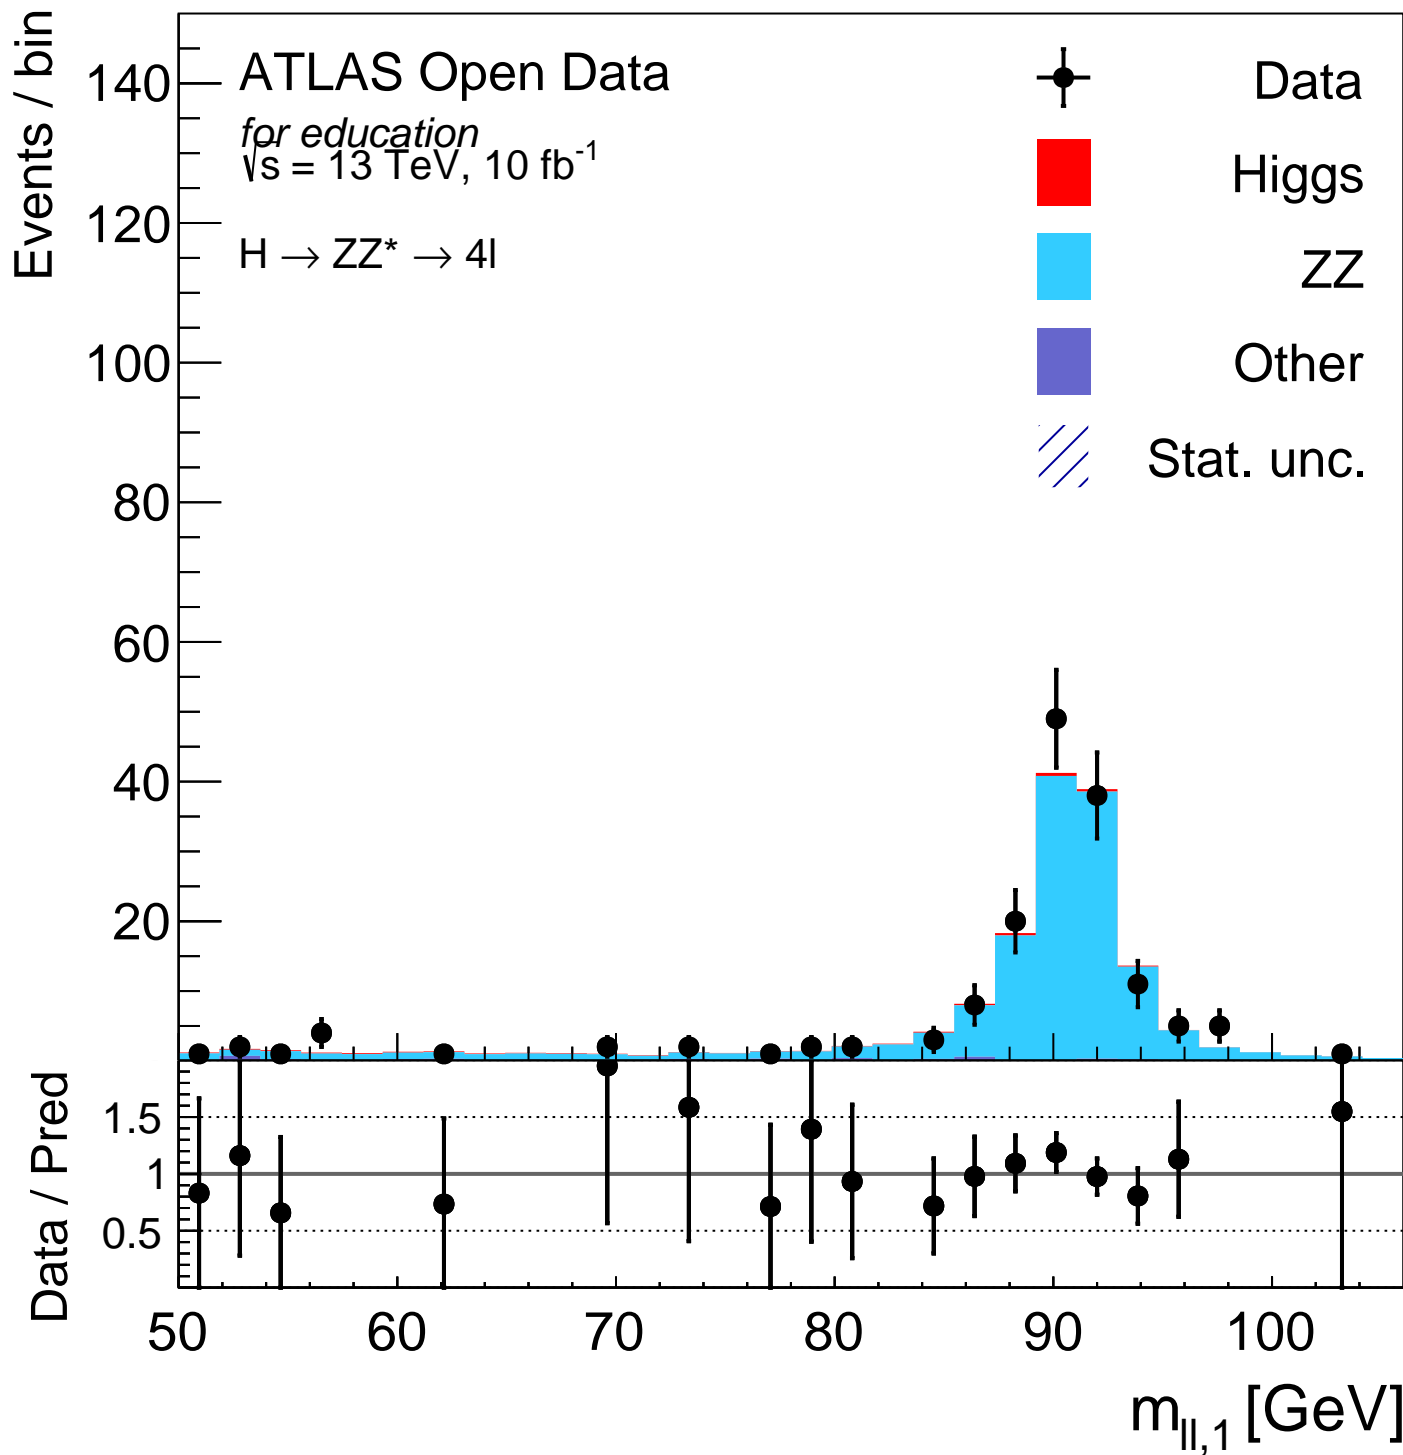 Events / bin
140
120
100
80
60
40
20
ATLAS Open Data
for education
√s = 13 TeV, 10 fb⁻¹
H → ZZ* → 4l
Data
Higgs
ZZ
Other
Stat. unc.
Data / Pred
1.5
1
0.5
50 60 70 80 90 100
m_{ll,1} [GeV]